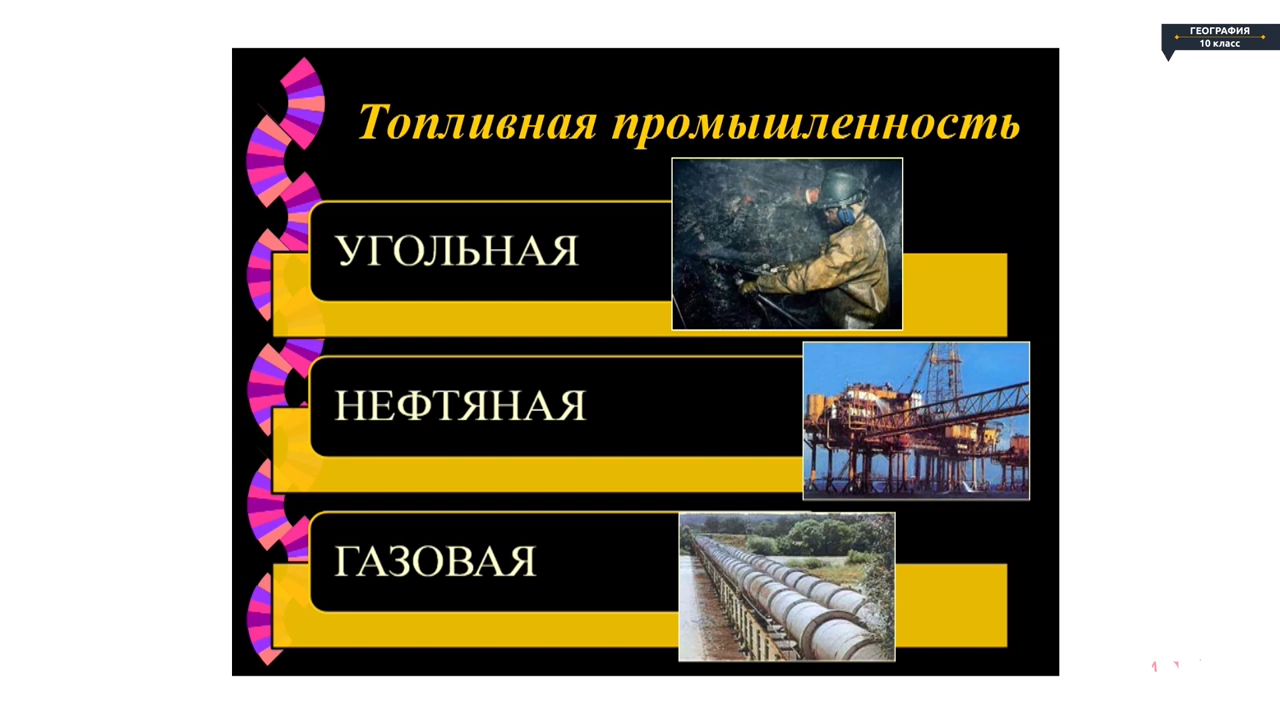 ГЕОГРАФИЯ
10 класс
Топливная промышленность
УГОЛЬНАЯ
НЕФТЯНАЯ
ГАЗОВАЯ